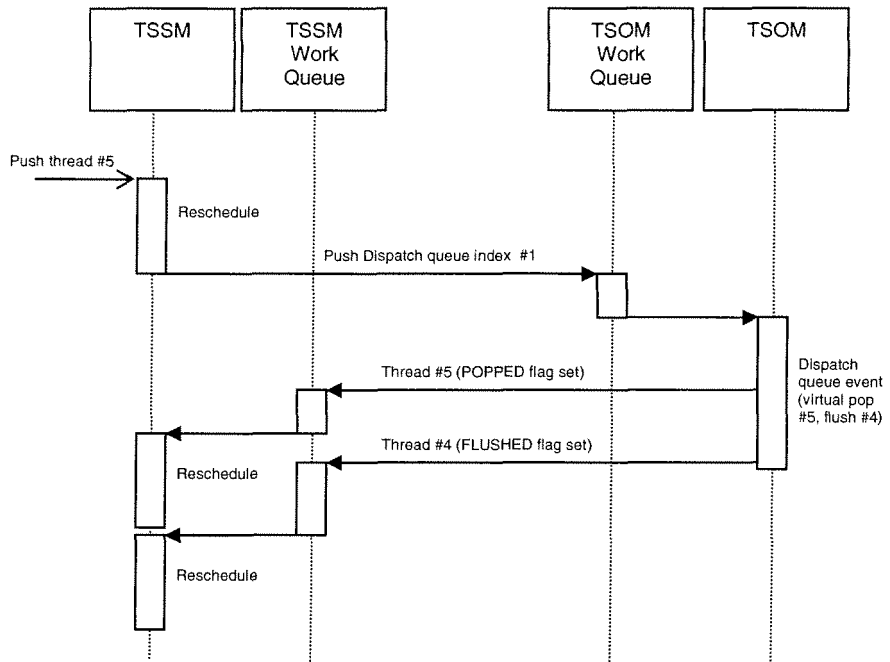 TSSM
TSSM
Work
Queue
TSOM
Work
Queue
TSOM
Push thread #5
Reschedule
Push Dispatch queue index #1
Thread #5 (POPPED flag set)
Dispatch
queue event
(virtual pop
#5, flush #4)
Thread #4 (FLUSHED flag set)
Reschedule
Reschedule